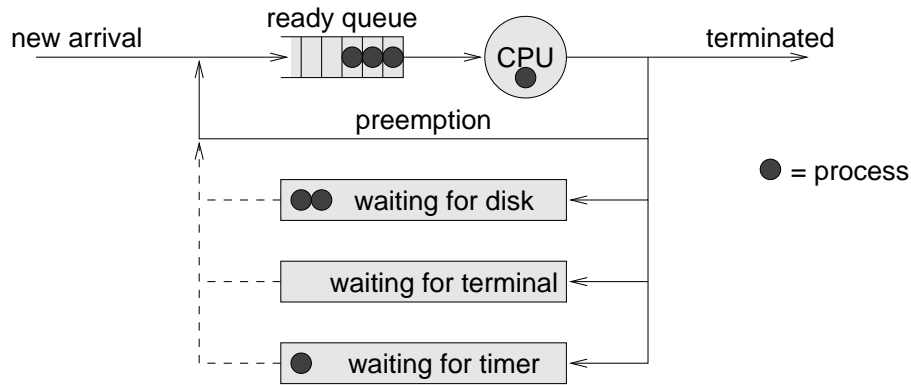 ready queue
new arrival
CPU
terminated
preemption
= process
waiting for disk
waiting for terminal
waiting for timer